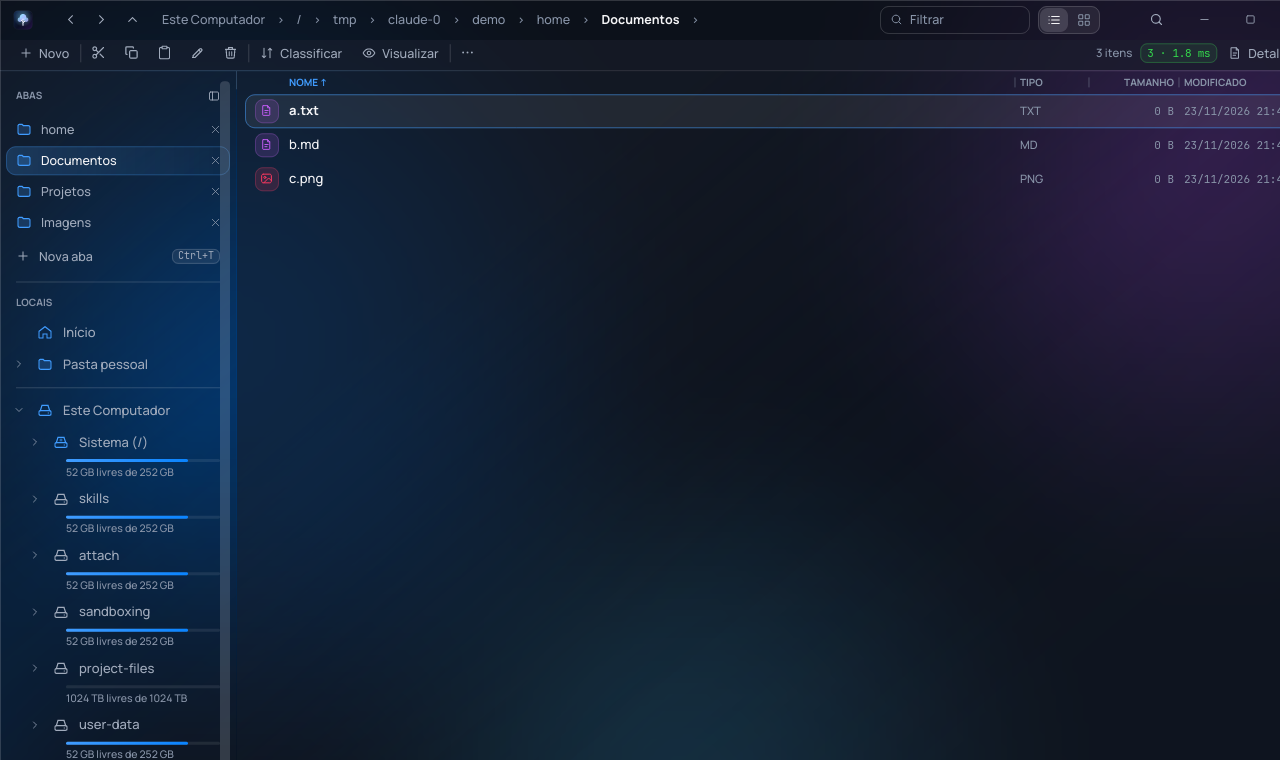 Este Computador › / › tmp › claude-0 › demo › home › Documentos ›
Filtrar
Novo
Classificar
Visualizar
3 itens
3 · 1.8 ms
Detal
ABAS
home
Documentos
Projetos
Imagens
Nova aba Ctrl+T
LOCAIS
Início
Pasta pessoal
Este Computador
Sistema (/)
52 GB livres de 252 GB
skills
52 GB livres de 252 GB
attach
52 GB livres de 252 GB
sandboxing
52 GB livres de 252 GB
project-files
1024 TB livres de 1024 TB
user-data
52 GB livres de 252 GB
NOME ↑ TIPO TAMANHO MODIFICADO
a.txt TXT 0 B 23/11/2026 21:4
b.md MD 0 B 23/11/2026 21:4
c.png PNG 0 B 23/11/2026 21:4